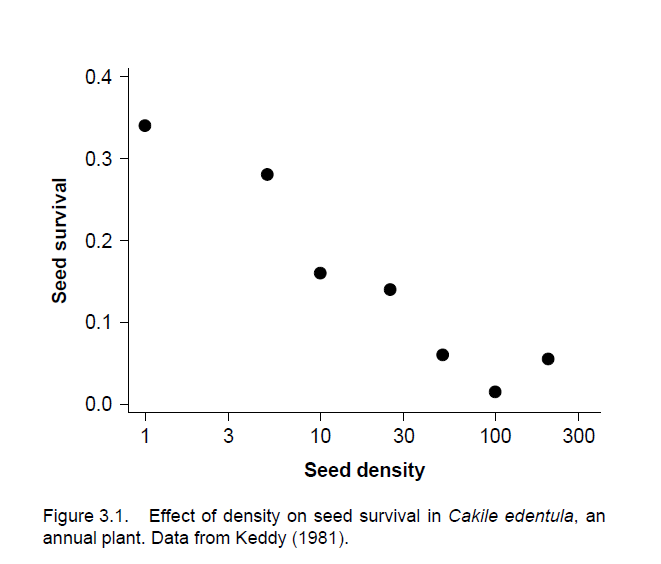 0.4
0.3
0.2
0.1
0.0
Seed survival
1 3 10 30 100 300
Seed density
Figure 3.1. Effect of density on seed survival in Cakile edentula, an
annual plant. Data from Keddy (1981).